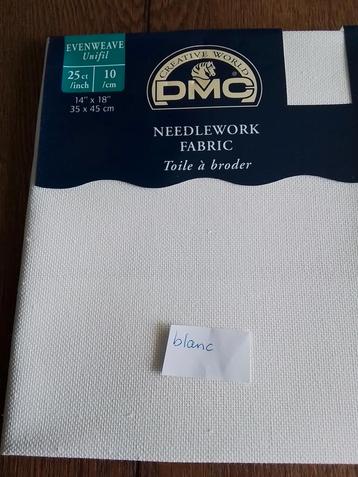 EVENWEAVE
Unifil
25 ct 10
/inch /cm
14" x 18"
35 x 45 cm
CREATIVE WORLD
DMC
NEEDLEWORK
FABRIC
Toile à broder
blanc